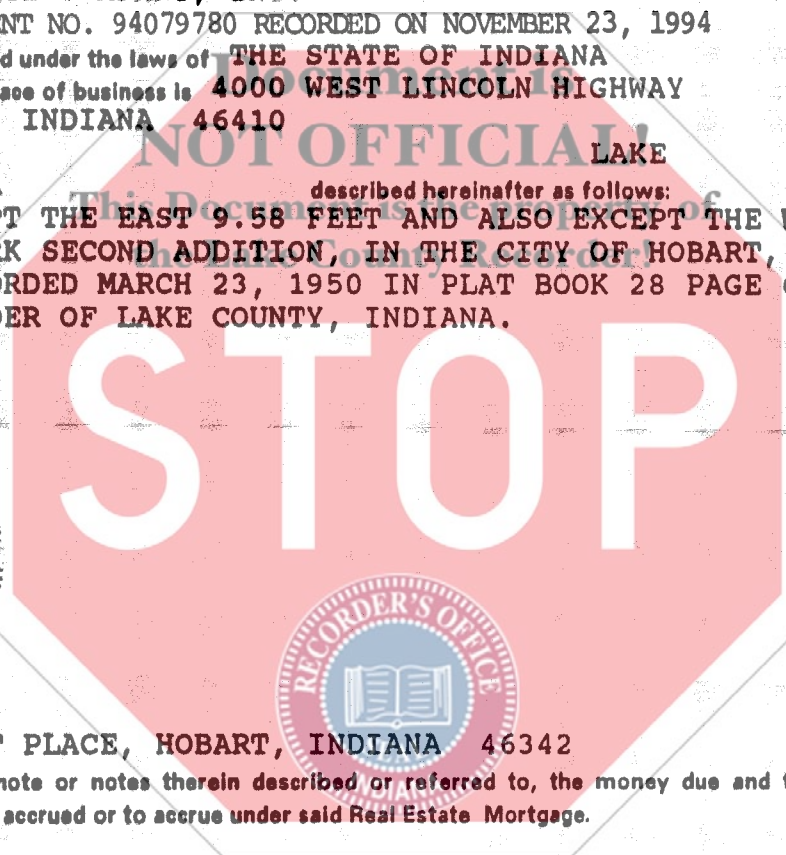 NT NO. 94079780 RECORDED ON NOVEMBER 23, 1994
d under the laws of THE STATE OF INDIANA
Document is
ace of business is 4000 WEST LINCOLN HIGHWAY
INDIANA 46410
NOT OFFICIAL!
LAKE
described hereinafter as follows:
This Document is the property of
PT THE EAST 9.58 FEET AND ALSO EXCEPT THE
RK SECOND ADDITION, IN THE CITY OF HOBART,
the Lake County Recorder!
ORDED MARCH 23, 1950 IN PLAT BOOK 28 PAGE
DER OF LAKE COUNTY, INDIANA.
STOP
RECORDER'S OFFICE
PLACE, HOBART, INDIANA 46342
note or notes therein described or referred to, the money due and
INDIANA
accrued or to accrue under said Real Estate Mortgage.